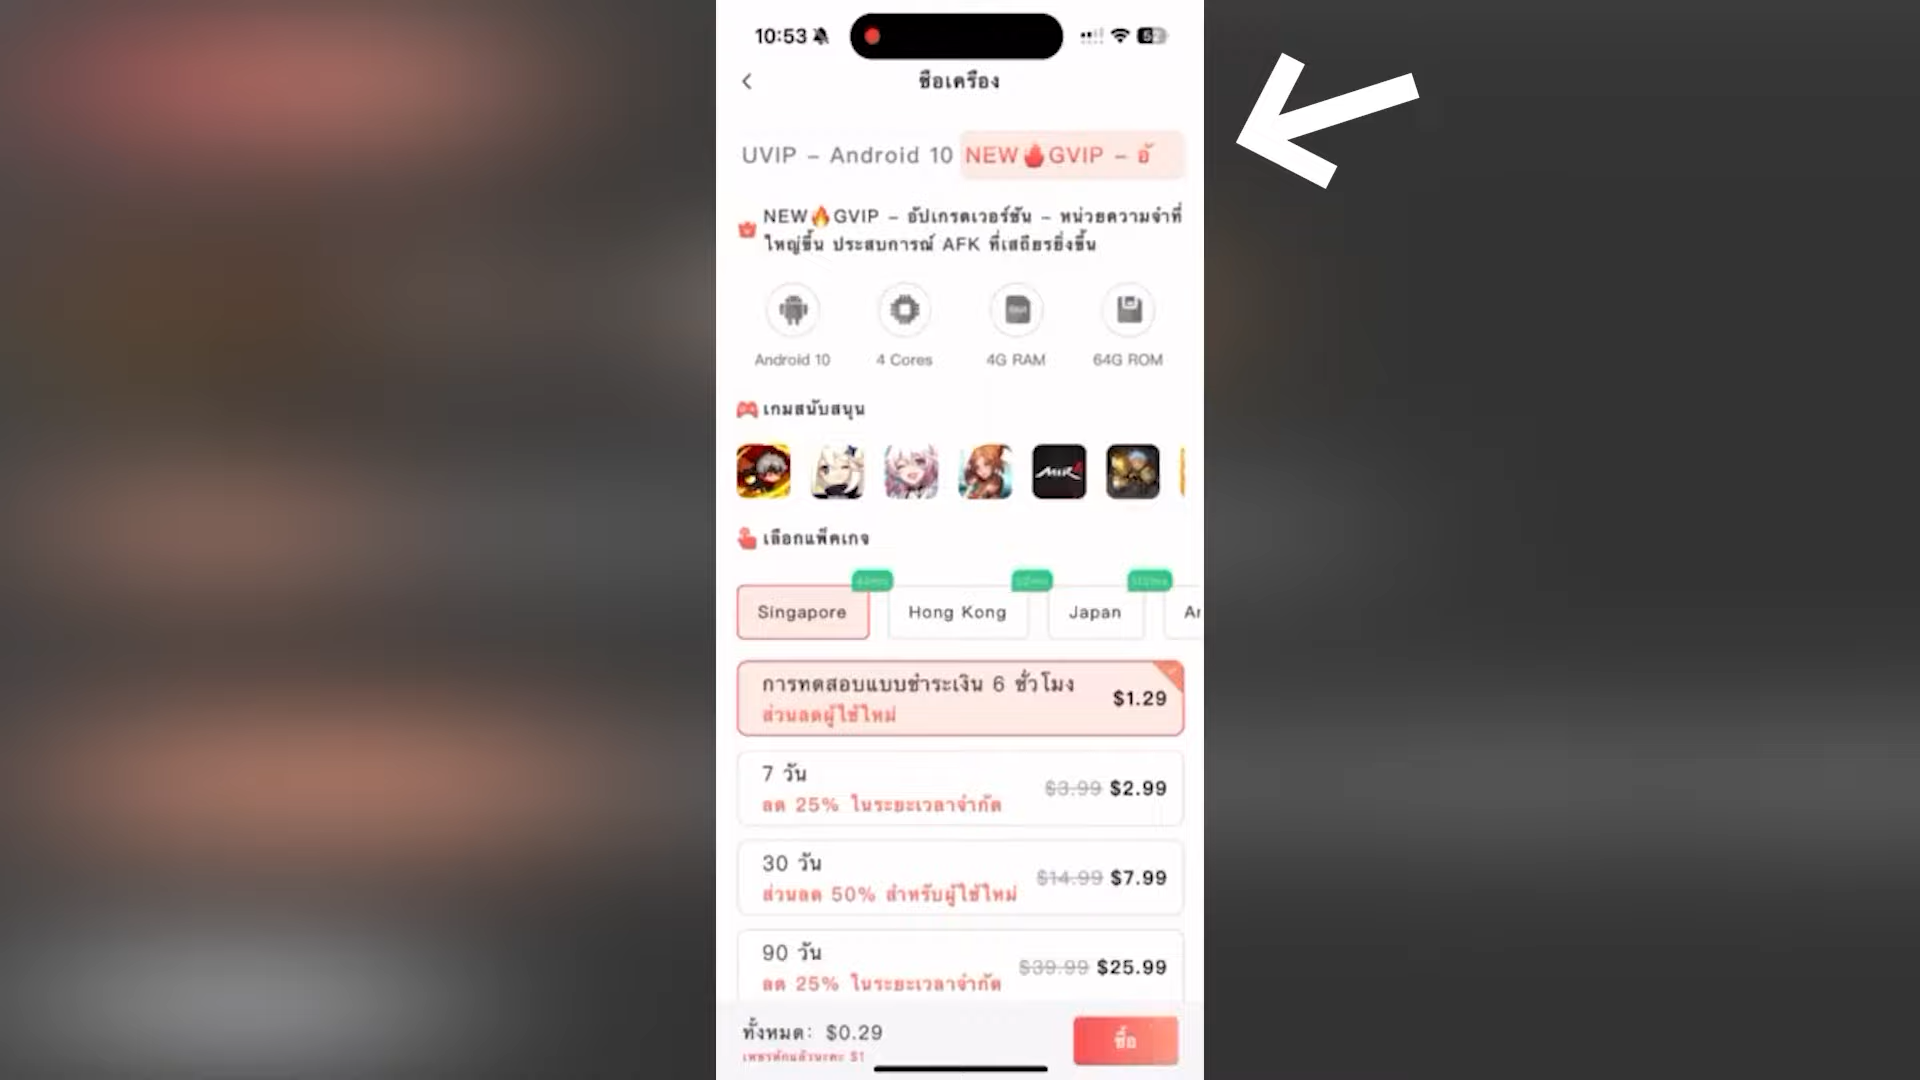 10:53
ซื้อเครื่อง
UVIP – Android 10
NEW🔥GVIP – อั
NEW🔥GVIP – อัปเกรดเวอร์ชัน – หน่วยความจำที่
ใหญ่ขึ้น ประสบการณ์ AFK ที่เสถียรยิ่งขึ้น
Android 10
4 Cores
4G RAM
64G ROM
เกมสนับสนุน
เลือกแพ็คเกจ
Singapore
Hong Kong
Japan
การทดสอบแบบชำระเงิน 6 ชั่วโมง
ส่วนลดผู้ใช้ใหม่
$1.29
7 วัน
ลด 25% ในระยะเวลาจำกัด
$3.99 $2.99
30 วัน
ส่วนลด 50% สำหรับผู้ใช้ใหม่
$14.99 $7.99
90 วัน
ลด 25% ในระยะเวลาจำกัด
$39.99 $25.99
ทั้งหมด: $0.29
$1
ซื้อ